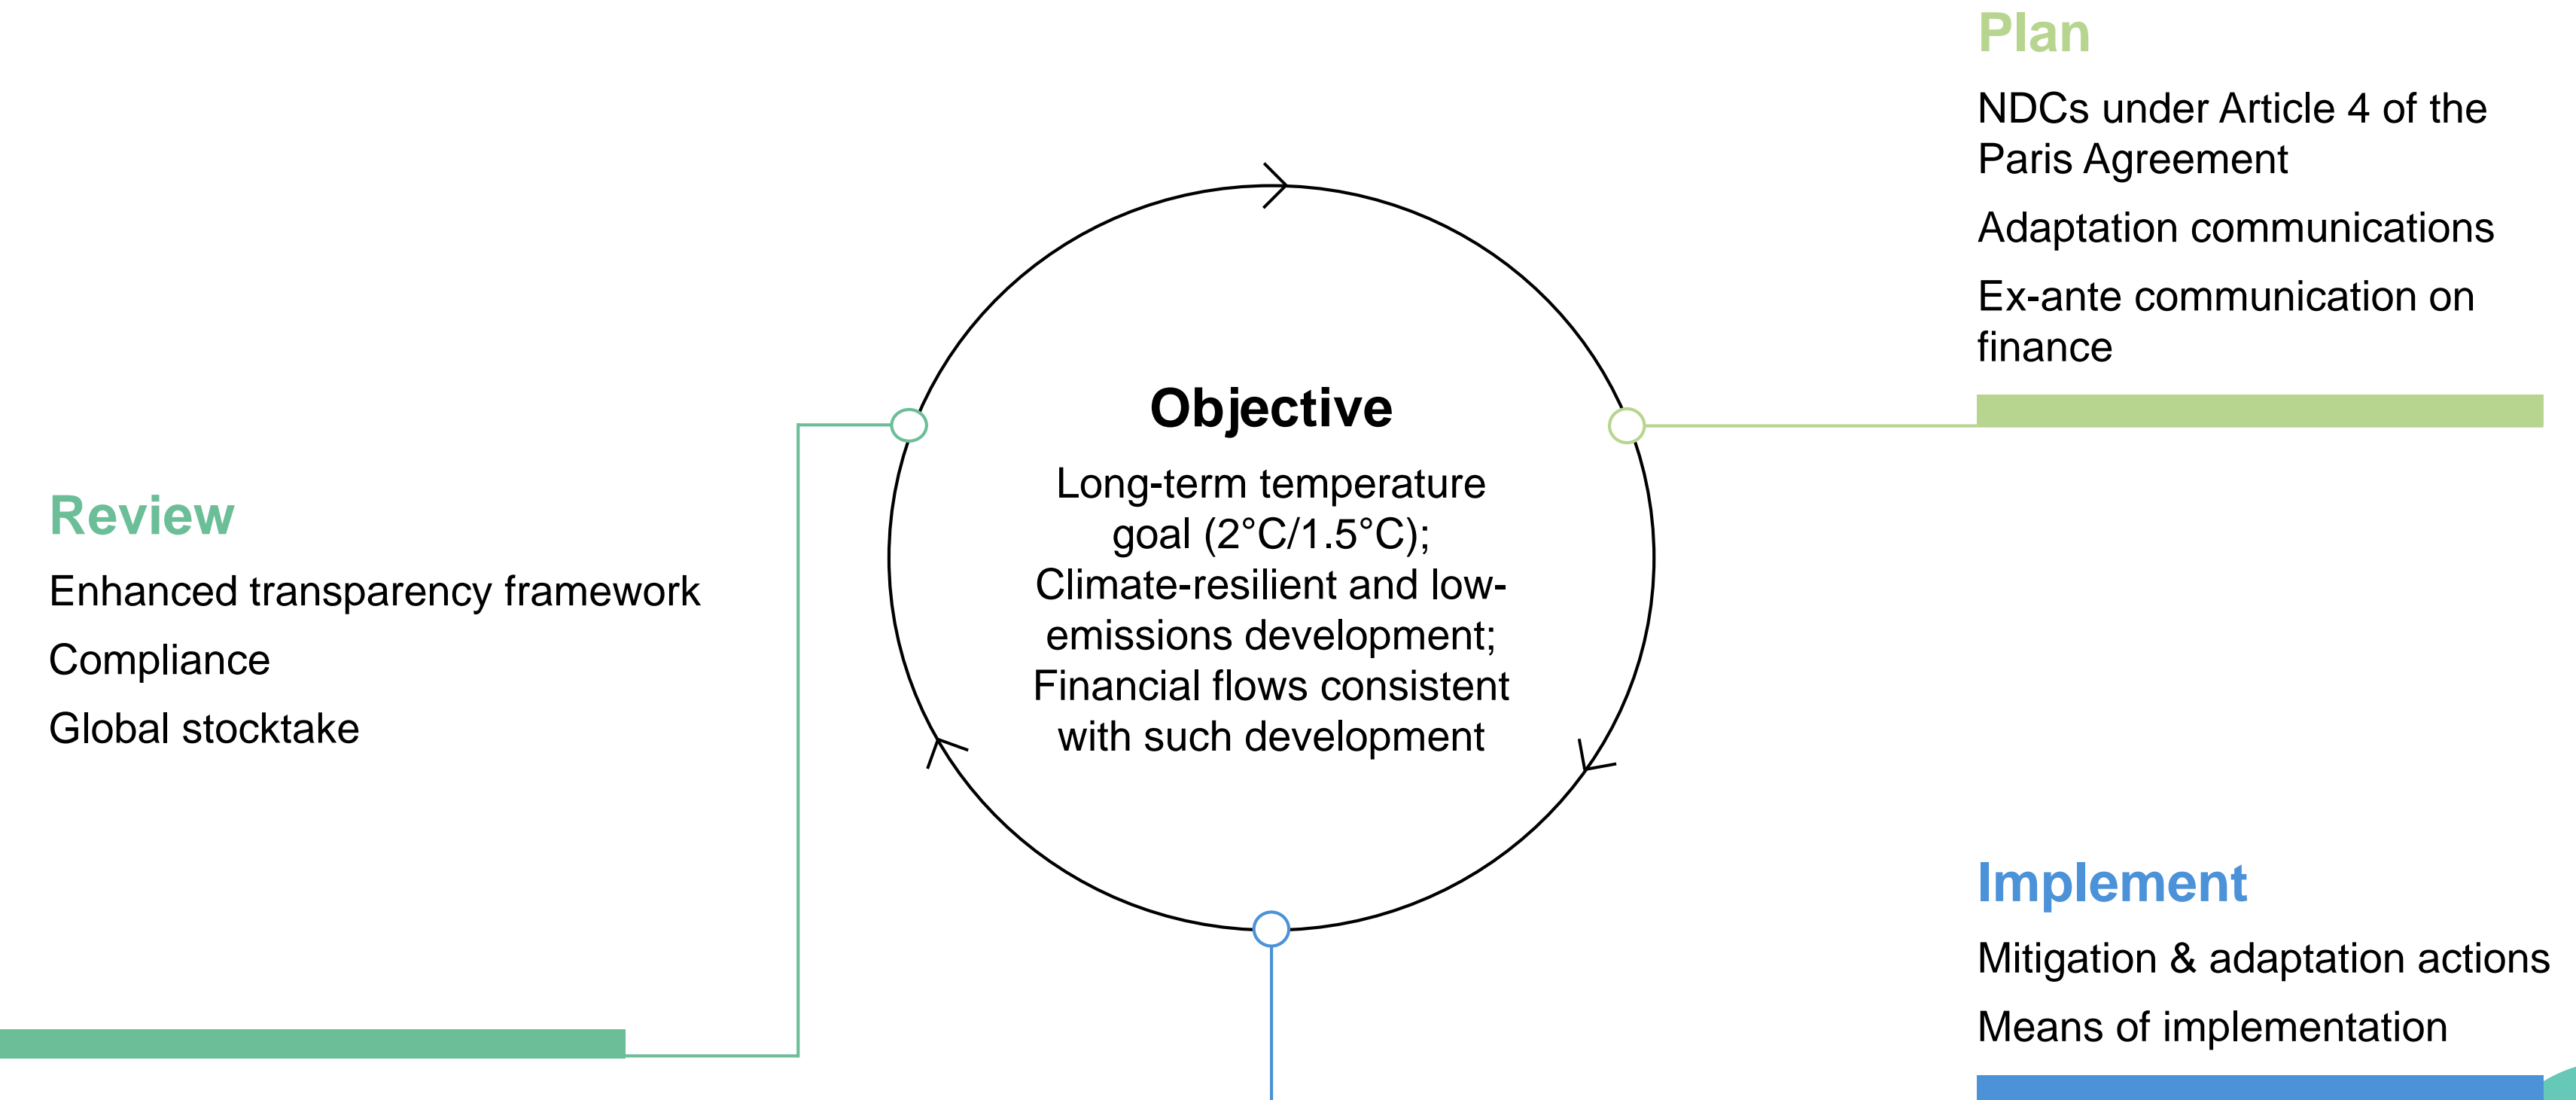 Plan
NDCs under Article 4 of the
Paris Agreement
Adaptation communications
Ex-ante communication on
finance
Objective
Long-term temperature
goal (2°C/1.5°C);
Climate-resilient and low-
emissions development;
Financial flows consistent
with such development
Review
Enhanced transparency framework
Compliance
Global stocktake
Implement
Mitigation & adaptation actions
Means of implementation